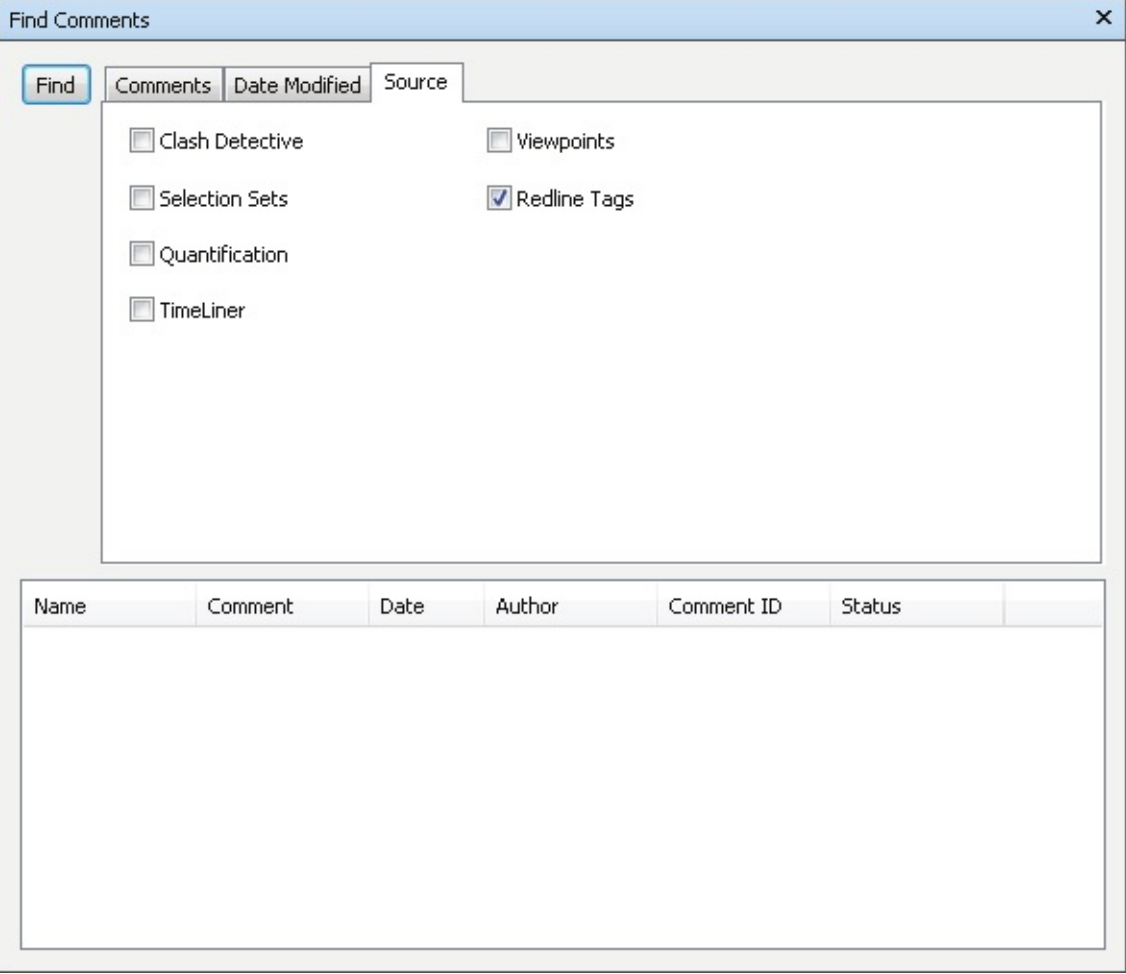 Find Comments
Find Comments Date Modified Source
Clash Detective Viewpoints
Selection Sets Redline Tags
Quantification
TimeLiner
Name Comment Date Author Comment ID Status